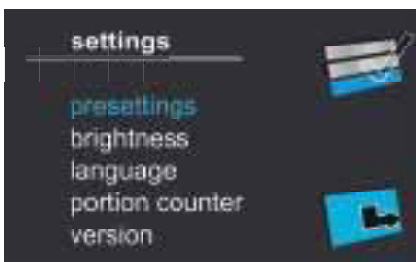 settings
presettings
brightness
language
portion counter
version